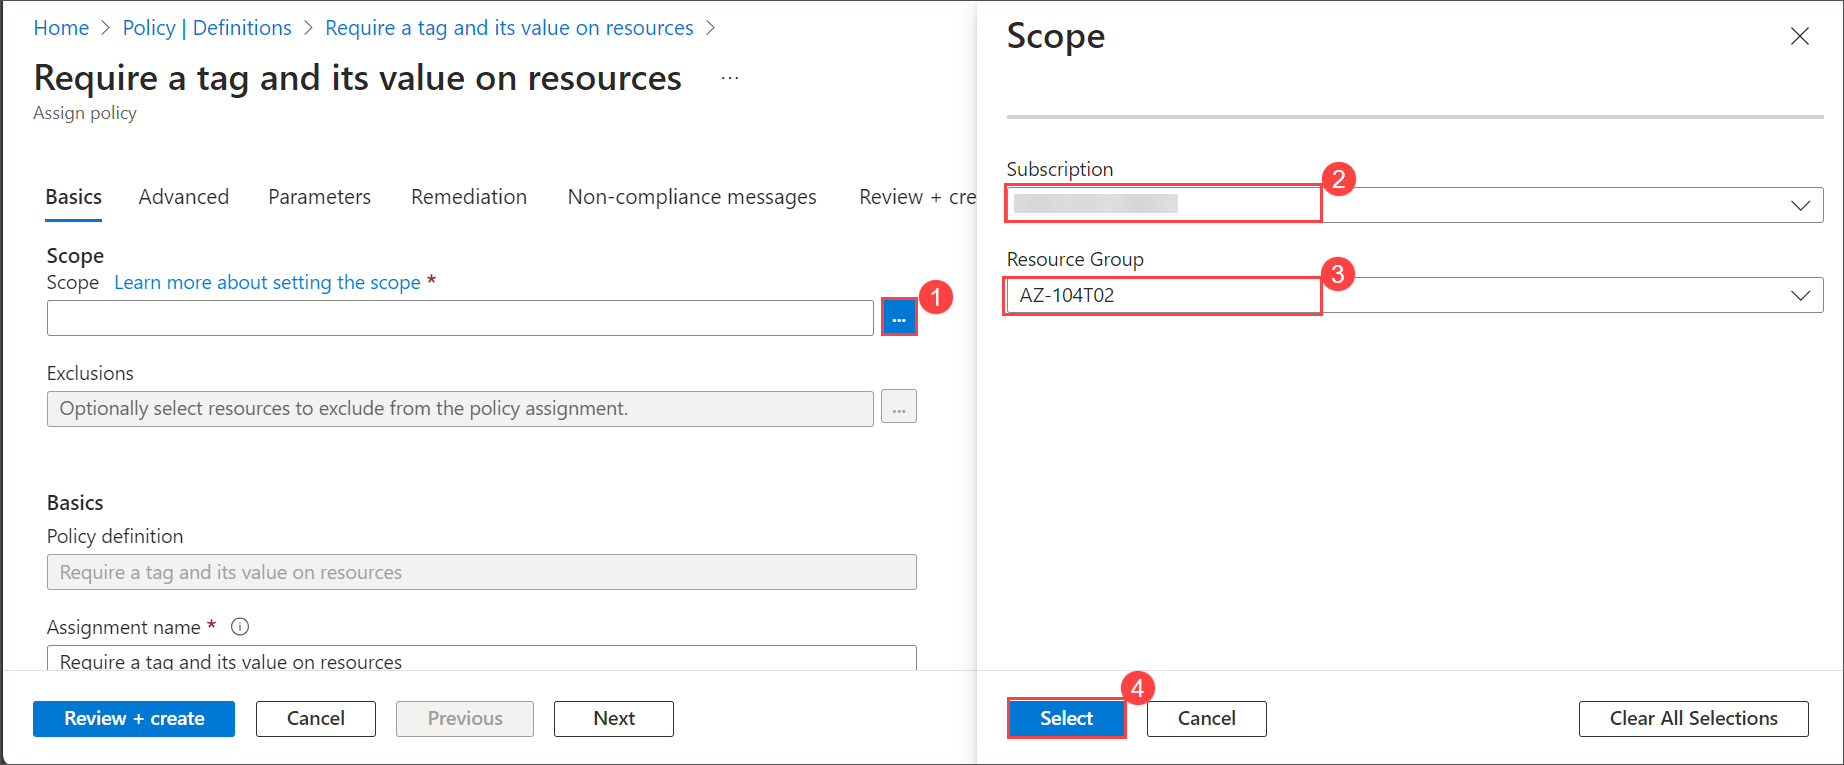 Home > Policy | Definitions > Require a tag and its value on resources >
Require a tag and its value on resources ...
Assign policy
Basics Advanced Parameters Remediation Non-compliance messages Review + cre
Scope
Scope Learn more about setting the scope *
... 1
Exclusions
Optionally select resources to exclude from the policy assignment. ...
Basics
Policy definition
Require a tag and its value on resources
Assignment name *
Require a tag and its value on resources
Review + create Cancel Previous Next
Scope
Subscription
2
Resource Group
3
AZ-104T02
4
Select Cancel Clear All Selections